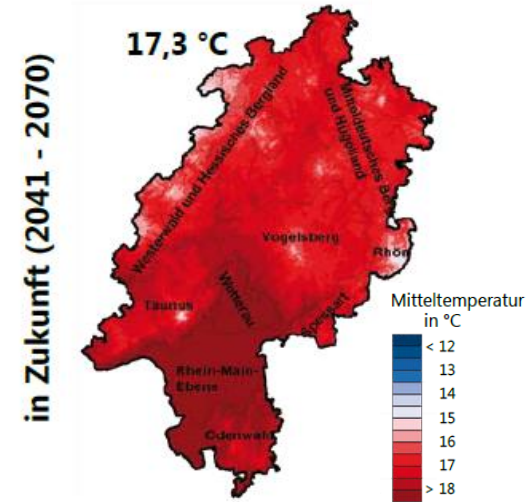 17,3 °C
in Zukunft (2041 - 2070)
Westerwald und Hessisches Bergland
Mitteldeutsches Ber
und Hügelland
Vogelsberg
Rhön
Wetterau
Taunus
Spessart
Rhein-Main-
Ebene
Odenwald
Mitteltemperatur
in °C
< 12
13
14
15
16
17
> 18